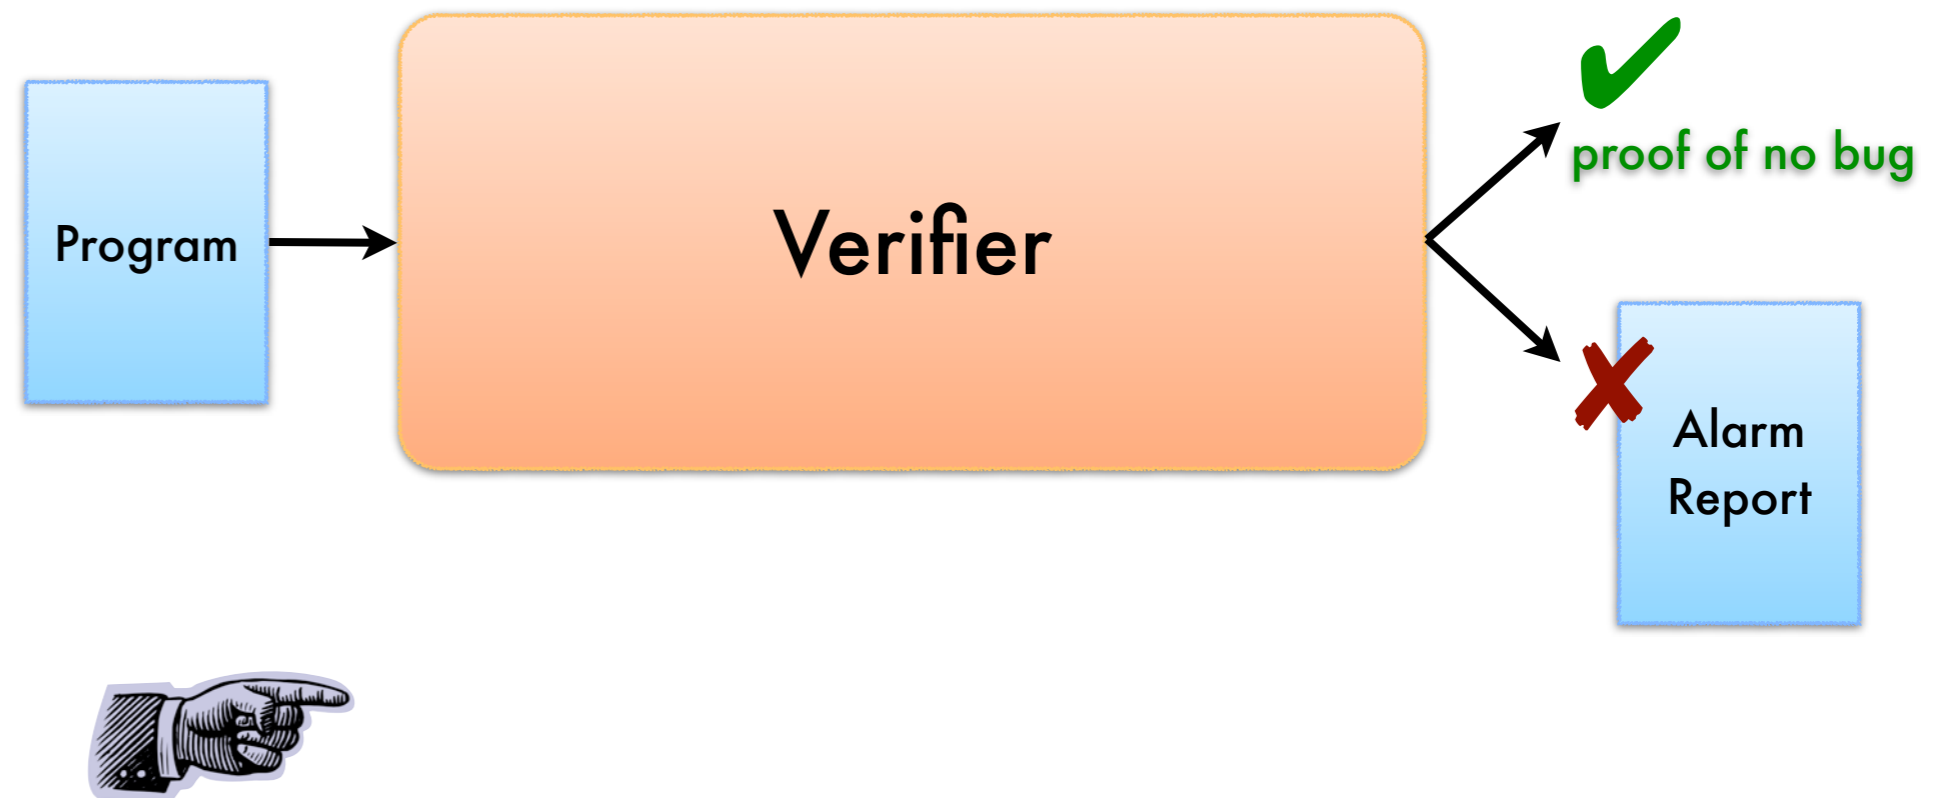 Program
Verifier
proof of no bug
Alarm
Report